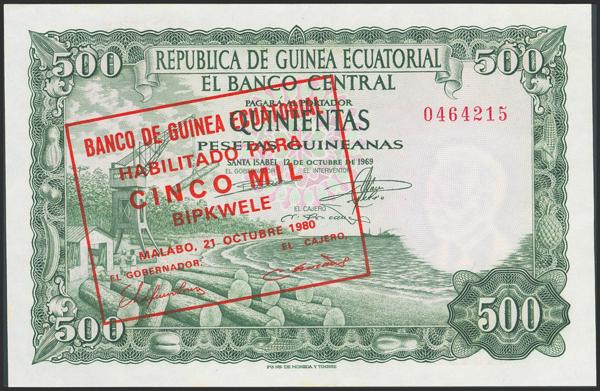 500 REPUBLICA DE GUINEA ECUATORIAL 500
EL BANCO CENTRAL
PAGARÁ AL PORTADOR
QUINIENTAS
PESETAS GUINEANAS
0464215
SANTA ISABEL 12 DE OCTUBRE DE 1969
EL GOBERNADOR EL INTERVENTOR
EL CAJERO
BANCO DE GUINEA ECUATORIAL
HABILITADO PARA
CINCO MIL
BIPKWELE
MALABO, 21 OCTUBRE 1980
EL GOBERNADOR. EL CAJERO,
500 500